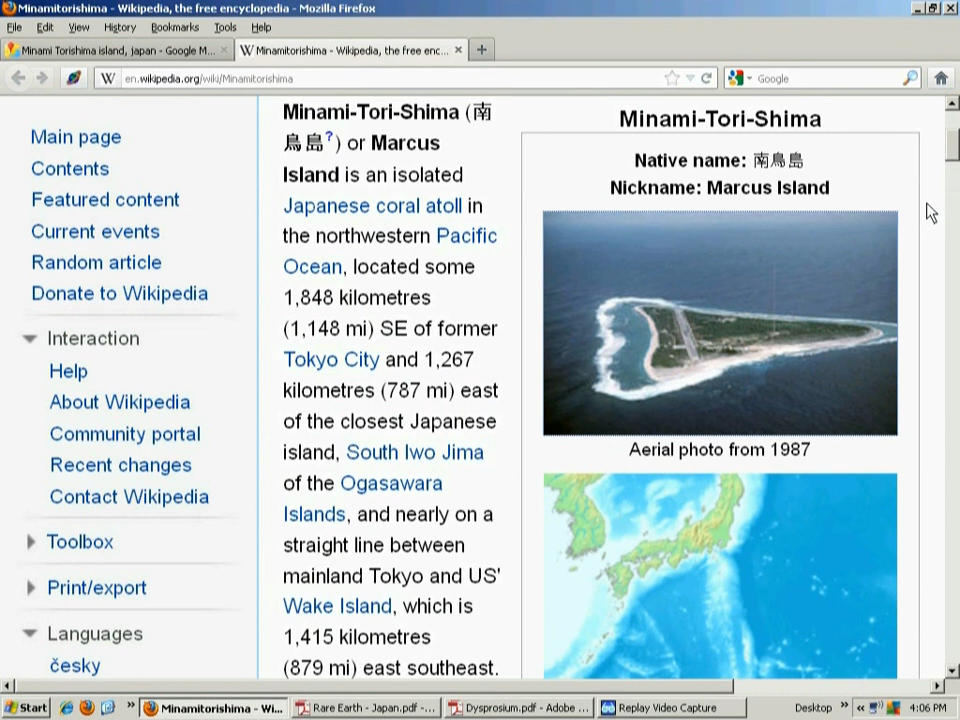 Minamitorishima - Wikipedia, the free encyclopedia - Mozilla Firefox
File Edit View History Bookmarks Tools Help
Minami Torishima island, japan - Google M...
Minamitorishima - Wikipedia, the free enc...
en.wikipedia.org/wiki/Minamitorishima
Google
Main page
Contents
Featured content
Current events
Random article
Donate to Wikipedia
Interaction
Help
About Wikipedia
Community portal
Recent changes
Contact Wikipedia
Toolbox
Print/export
Languages
česky
Minami-Tori-Shima (南
鳥島?) or Marcus
Island is an isolated
Japanese coral atoll in
the northwestern Pacific
Ocean, located some
1,848 kilometres
(1,148 mi) SE of former
Tokyo City and 1,267
kilometres (787 mi) east
of the closest Japanese
island, South Iwo Jima
of the Ogasawara
Islands, and nearly on a
straight line between
mainland Tokyo and US'
Wake Island, which is
1,415 kilometres
(879 mi) east southeast.
Minami-Tori-Shima
Native name: 南鳥島
Nickname: Marcus Island
Aerial photo from 1987
Start
Minamitorishima - Wi...
Rare Earth - Japan.pdf -...
Dysprosium.pdf - Adobe ...
Replay Video Capture
Desktop
4:06 PM